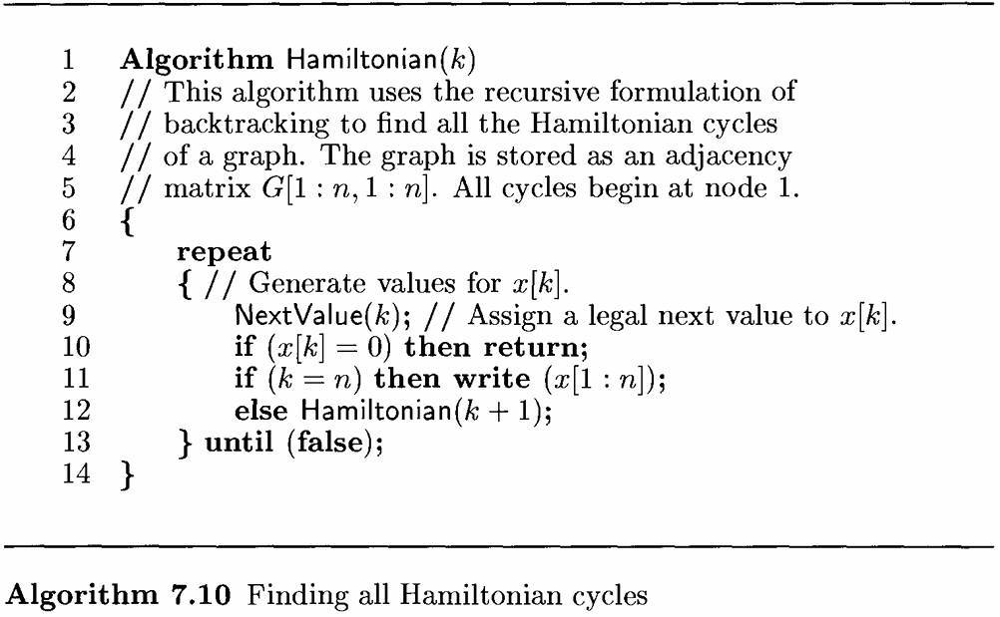 1 Algorithm Hamiltonian(k)
2 // This algorithm uses the recursive formulation of
3 // backtracking to find all the Hamiltonian cycles
4 // of a graph. The graph is stored as an adjacency
5 // matrix G[1 : n, 1 : n]. All cycles begin at node 1.
6 {
7 repeat
8 { // Generate values for x[k].
9 NextValue(k); // Assign a legal next value to x[k].
10 if (x[k] = 0) then return;
11 if (k = n) then write (x[1 : n]);
12 else Hamiltonian(k + 1);
13 } until (false);
14 }
Algorithm 7.10 Finding all Hamiltonian cycles